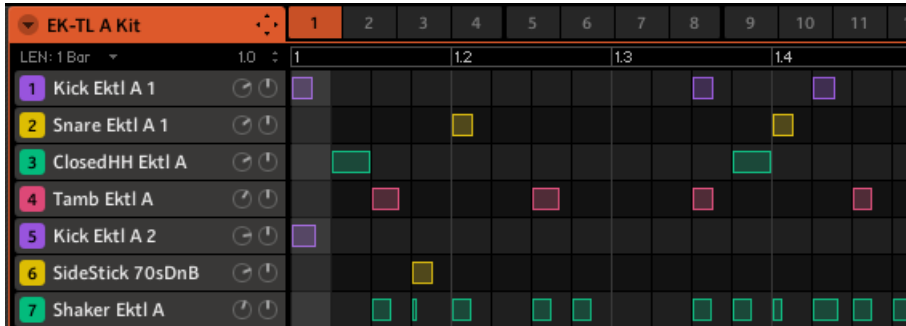 EK-TL A Kit 1 2 3 4 5 6 7 8 9 10 11
LEN: 1 Bar 1.0 1 1.2 1.3 1.4
1 Kick Ektl A 1
2 Snare Ektl A 1
3 ClosedHH Ektl A
4 Tamb Ektl A
5 Kick Ektl A 2
6 SideStick 70sDnB
7 Shaker Ektl A